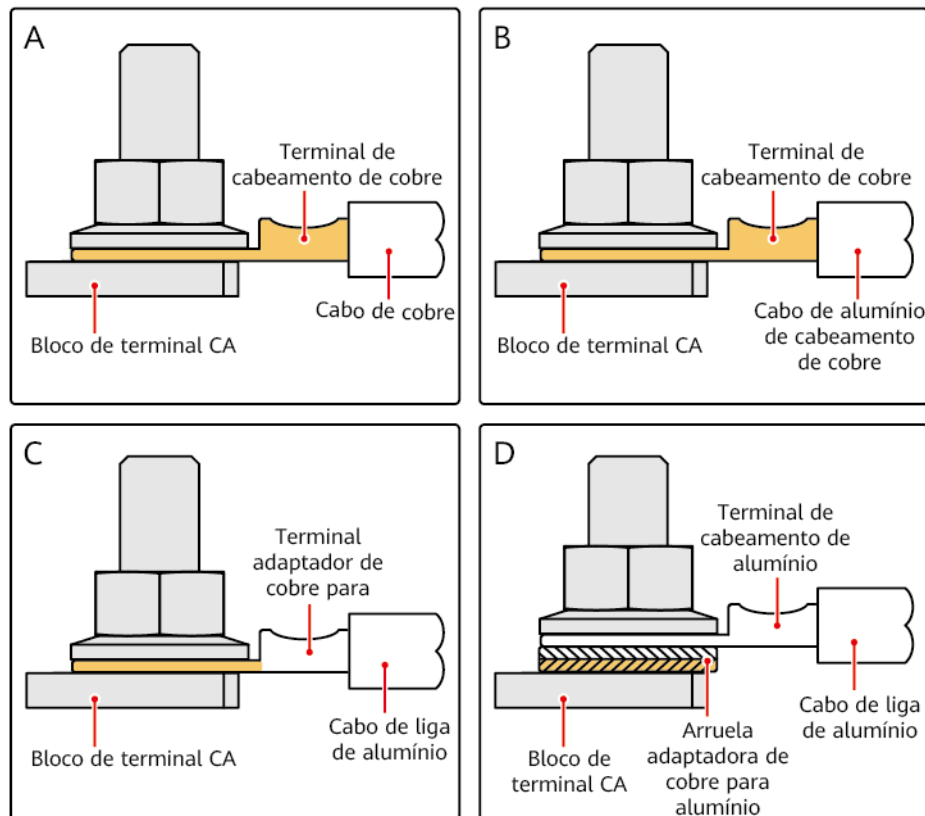 A
Terminal de
cabeamento de cobre
Cabo de cobre
Bloco de terminal CA
B
Terminal de
cabeamento de cobre
Bloco de terminal CA
Cabo de alumínio
de cabeamento
de cobre
C
Terminal
adaptador de
cobre para
Bloco de terminal CA
Cabo de liga
de alumínio
D
Terminal de
cabeamento de
alumínio
Bloco de
terminal CA
Arruela
adaptadora de
cobre para
alumínio
Cabo de liga
de alumínio